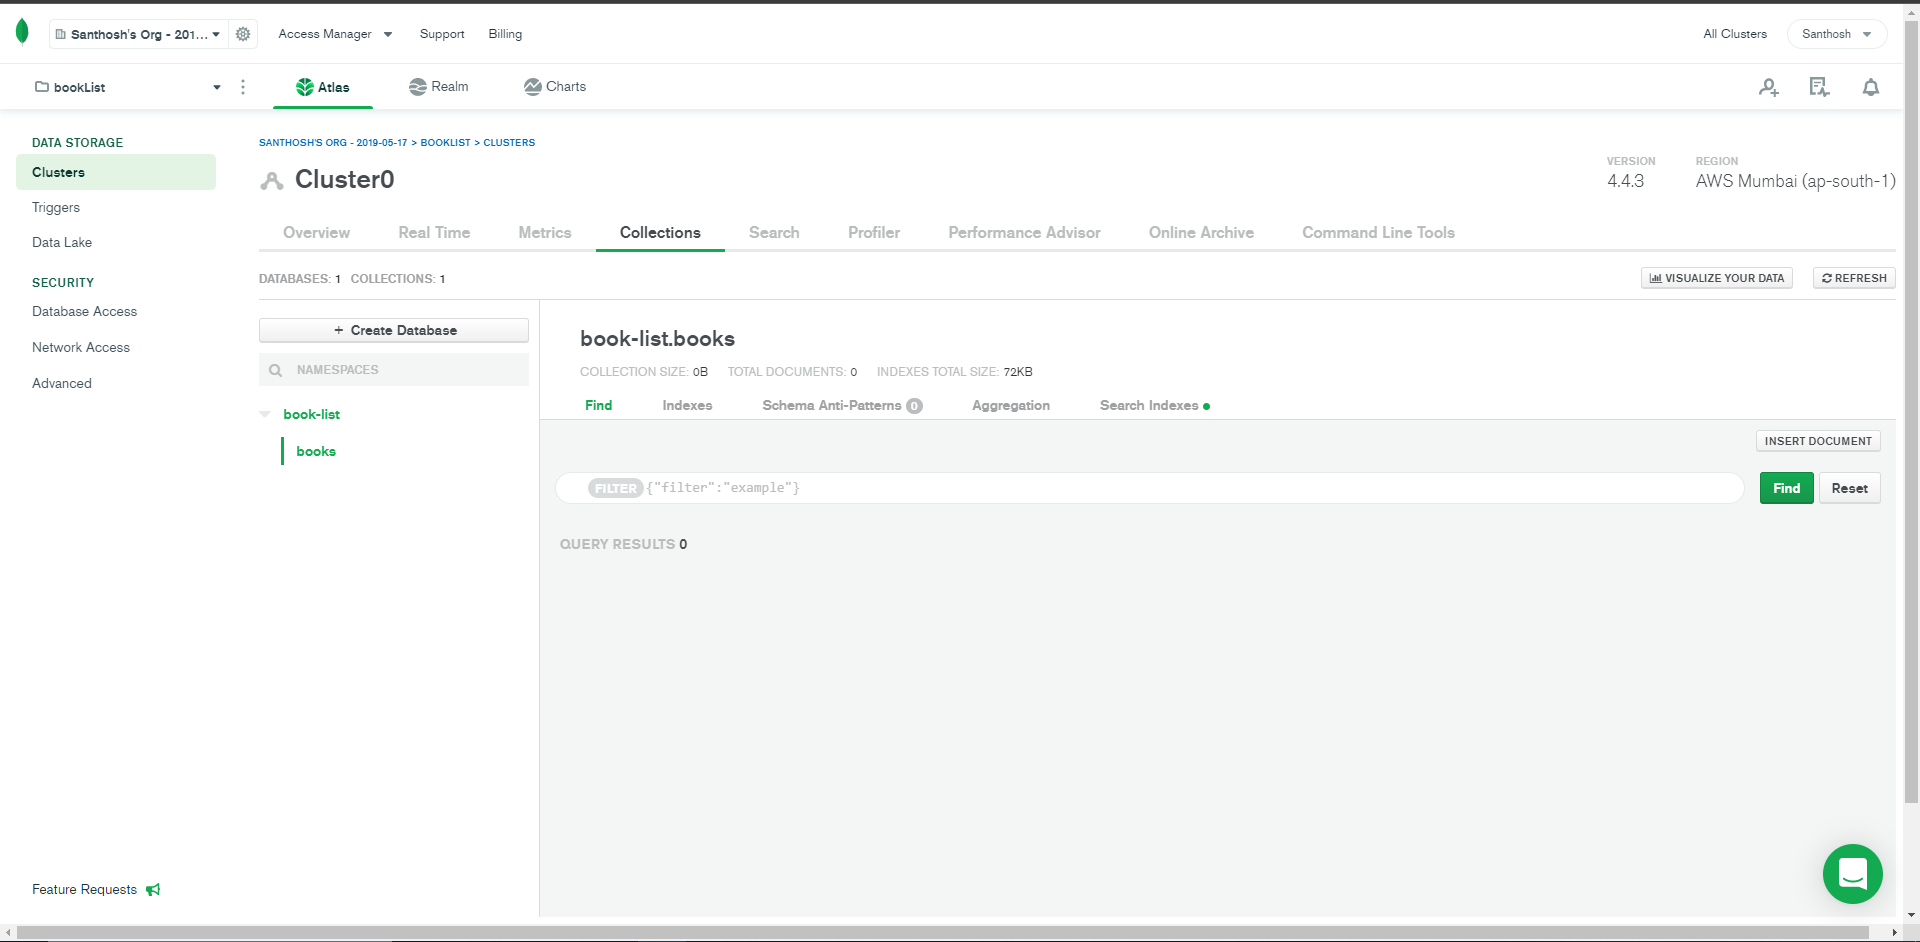 Santhosh's Org - 201... Access Manager Support Billing All Clusters Santhosh
bookList Atlas Realm Charts
DATA STORAGE
Clusters
Triggers
Data Lake
SECURITY
Database Access
Network Access
Advanced
Feature Requests
SANTHOSH'S ORG - 2019-05-17 > BOOKLIST > CLUSTERS
Cluster0
VERSION
4.4.3
REGION
AWS Mumbai (ap-south-1)
Overview Real Time Metrics Collections Search Profiler Performance Advisor Online Archive Command Line Tools
DATABASES: 1 COLLECTIONS: 1
VISUALIZE YOUR DATA REFRESH
+ Create Database
NAMESPACES
book-list
books
book-list.books
COLLECTION SIZE: 0B TOTAL DOCUMENTS: 0 INDEXES TOTAL SIZE: 72KB
Find Indexes Schema Anti-Patterns 0 Aggregation Search Indexes
INSERT DOCUMENT
FILTER {"filter":"example"} Find Reset
QUERY RESULTS 0